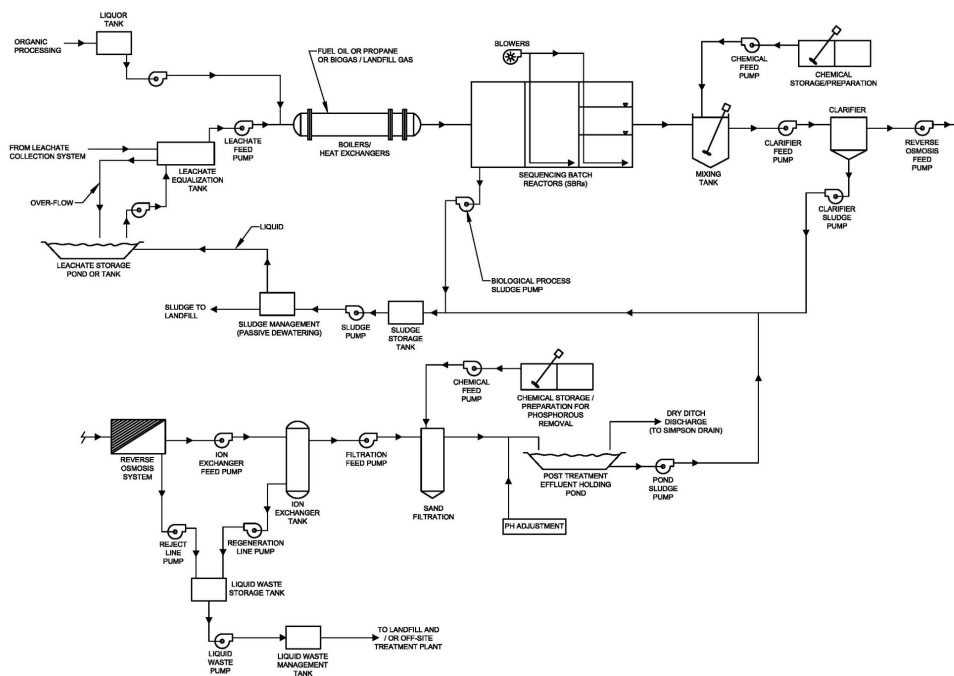 LIQUOR
TANK
ORGANIC
PROCESSING
FUEL OIL OR PROPANE
OR BIOGAS / LANDFILL GAS
BLOWERS
CHEMICAL
FEED
PUMP
CHEMICAL
STORAGE/PREPARATION
CLARIFIER
FROM LEACHATE
COLLECTION SYSTEM
LEACHATE
FEED
PUMP
LEACHATE
EQUALIZATION
TANK
BOILERS/
HEAT EXCHANGERS
SEQUENCING BATCH
REACTORS (SBRs)
MIXING
TANK
CLARIFIER
FEED
PUMP
REVERSE
OSMOSIS FEED
PUMP
OVER-FLOW
CLARIFIER
SLUDGE
PUMP
LIQUID
LEACHATE STORAGE
POND OR TANK
BIOLOGICAL PROCESS
SLUDGE PUMP
SLUDGE TO
LANDFILL
SLUDGE MANAGEMENT
(PASSIVE DEWATERING)
SLUDGE
PUMP
SLUDGE
STORAGE
TANK
CHEMICAL
FEED
PUMP
CHEMICAL STORAGE /
PREPARATION FOR
PHOSPHOROUS
REMOVAL
DRY DITCH
DISCHARGE
(TO SIMPSON DRAIN)
REVERSE
OSMOSIS
SYSTEM
ION
EXCHANGER
FEED PUMP
ION
EXCHANGER
TANK
FILTRATION
FEED PUMP
SAND
FILTRATION
POST TREATMENT
EFFLUENT HOLDING
POND
POND
SLUDGE
PUMP
PH ADJUSTMENT
REJECT
LINE
PUMP
REGENERATION
LINE PUMP
LIQUID WASTE
STORAGE TANK
LIQUID
WASTE
PUMP
LIQUID WASTE
MANAGEMENT
TANK
TO LANDFILL AND
/ OR OFF-SITE
TREATMENT PLANT